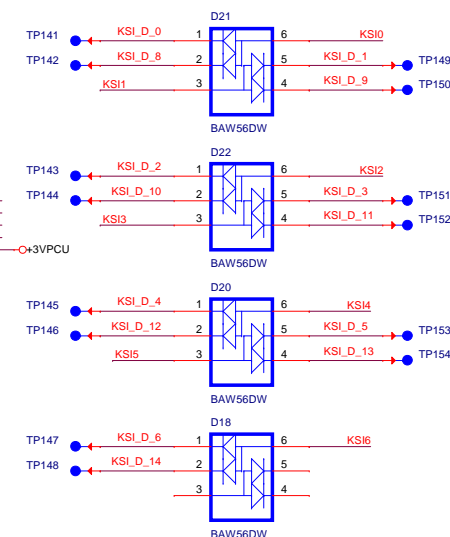 D21
TP141 KSI_D_0 1 6 KSI0
TP142 KSI_D_8 2 5 KSI_D_1 TP149
KSI1 3 4 KSI_D_9 TP150
BAW56DW
D22
TP143 KSI_D_2 1 6 KSI2
TP144 KSI_D_10 2 5 KSI_D_3 TP151
KSI3 3 4 KSI_D_11 TP152
+3VPCU
BAW56DW
D20
TP145 KSI_D_4 1 6 KSI4
TP146 KSI_D_12 2 5 KSI_D_5 TP153
KSI5 3 4 KSI_D_13 TP154
BAW56DW
D18
TP147 KSI_D_6 1 6 KSI6
TP148 KSI_D_14 2 5
3 4
BAW56DW